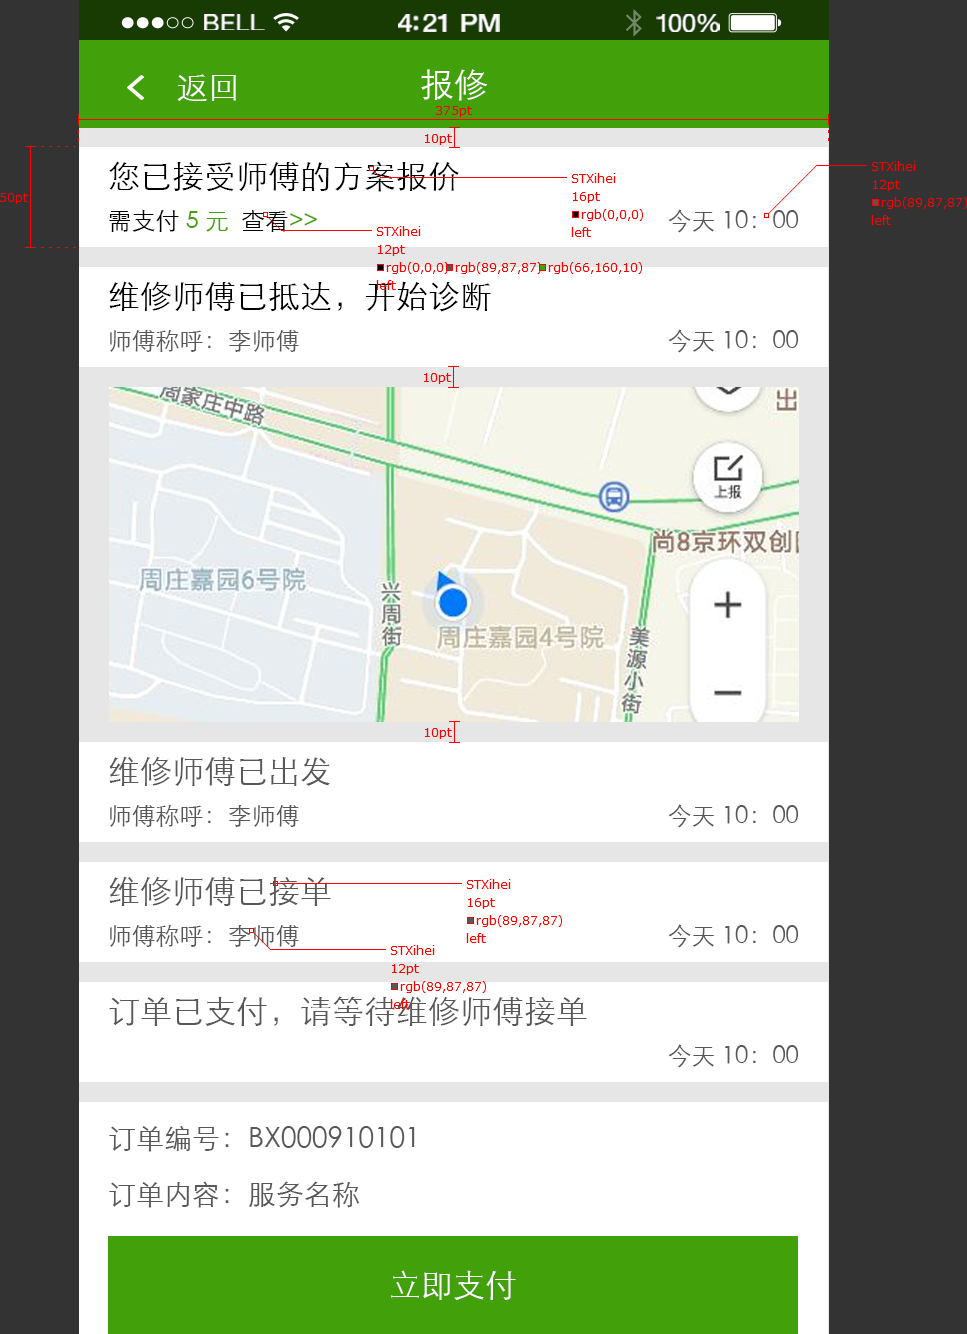 BELL 4:21 PM 100%
返回 报修
375pt
10pt
您已接受师傅的方案报价
STXihei
16pt
rgb(0,0,0)
left
STXihei
12pt
rgb(89,87,87)
left
50pt
需支付 5 元 查看>> 今天 10：00
STXihei
12pt
rgb(0,0,0) rgb(89,87,87) rgb(66,160,10)
left
维修师傅已抵达，开始诊断
师傅称呼：李师傅 今天 10：00
10pt
周家庄中路
出
上报
尚8京环双创
周庄嘉园6号院
兴周街
周庄嘉园4号院
美源小街
10pt
维修师傅已出发
师傅称呼：李师傅 今天 10：00
维修师傅已接单
STXihei
16pt
rgb(89,87,87)
left
师傅称呼：李师傅 今天 10：00
STXihei
12pt
rgb(89,87,87)
left
订单已支付，请等待维修师傅接单
今天 10：00
订单编号：BX000910101
订单内容：服务名称
立即支付